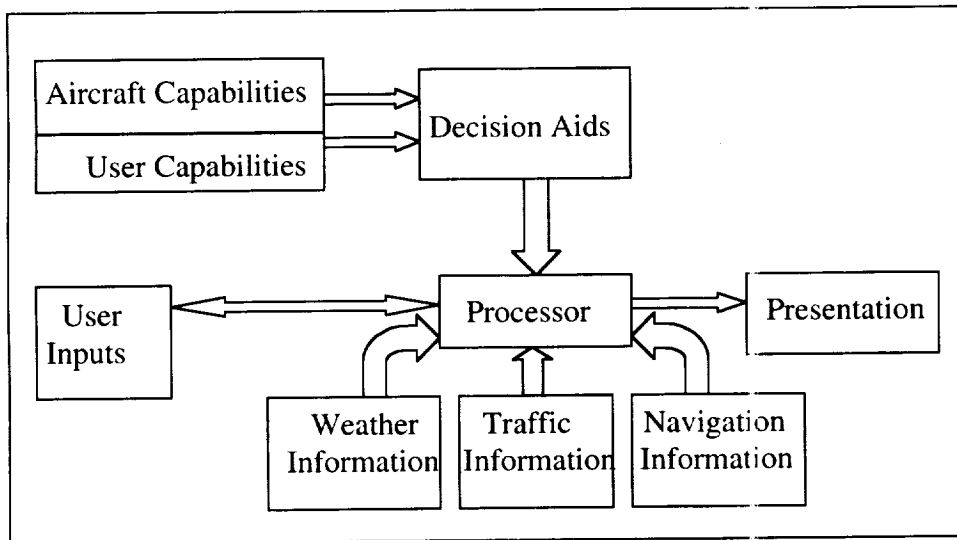 Aircraft Capabilities
User Capabilities
Decision Aids
User
Inputs
Processor
Presentation
Weather
Information
Traffic
Information
Navigation
Information